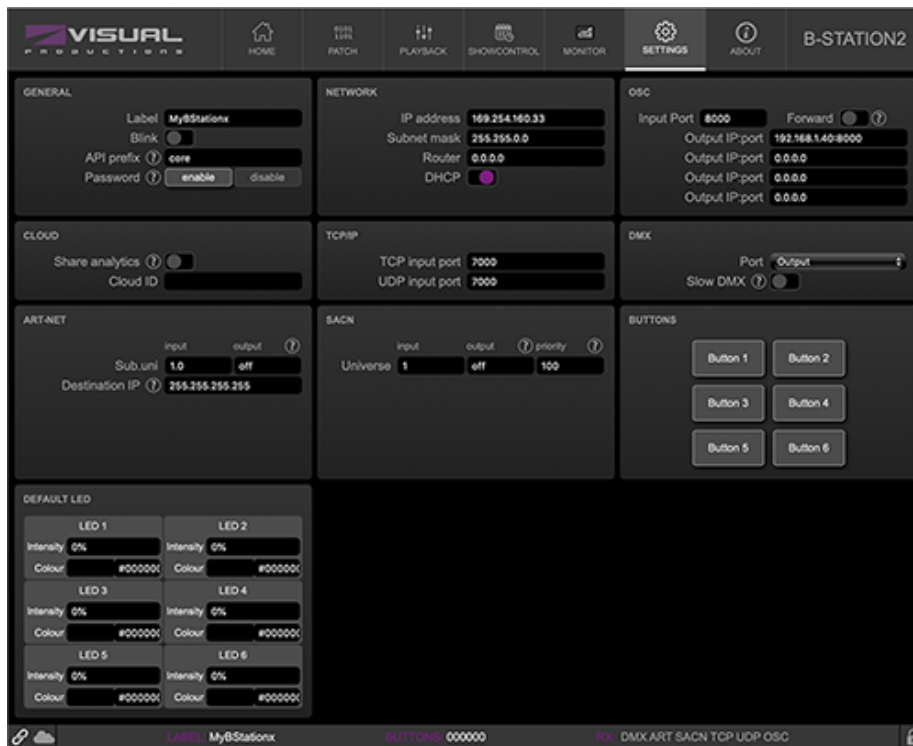 VISUAL
PRODUCTIONS
HOME
PATCH
PLAYBACK
SHOWCONTROL
MONITOR
SETTINGS
ABOUT
B-STATION2
GENERAL
Label MyBStationx
Blink
API prefix ? core
Password ? enable disable
NETWORK
IP address 169.254.160.33
Subnet mask 255.255.0.0
Router 0.0.0.0
DHCP
OSC
Input Port 8000 Forward ?
Output IP:port 192.168.1.40:8000
Output IP:port 0.0.0.0
Output IP:port 0.0.0.0
Output IP:port 0.0.0.0
CLOUD
Share analytics ?
Cloud ID
TCP/IP
TCP input port 7000
UDP input port 7000
DMX
Port Output
Slow DMX ?
ART-NET
input output ?
Sub.uni 1.0 off
Destination IP ? 255.255.255.255
SACN
input output ? priority ?
Universe 1 off 100
BUTTONS
Button 1 Button 2
Button 3 Button 4
Button 5 Button 6
DEFAULT LED
LED 1 LED 2
Intensity 0% Intensity 0%
Colour #000000 Colour #000000
LED 3 LED 4
Intensity 0% Intensity 0%
Colour #000000 Colour #000000
LED 5 LED 6
Intensity 0% Intensity 0%
Colour #000000 Colour #000000
LABEL: MyBStationx BUTTONS: 000000 RX: DMX ART SACN TCP UDP OSC